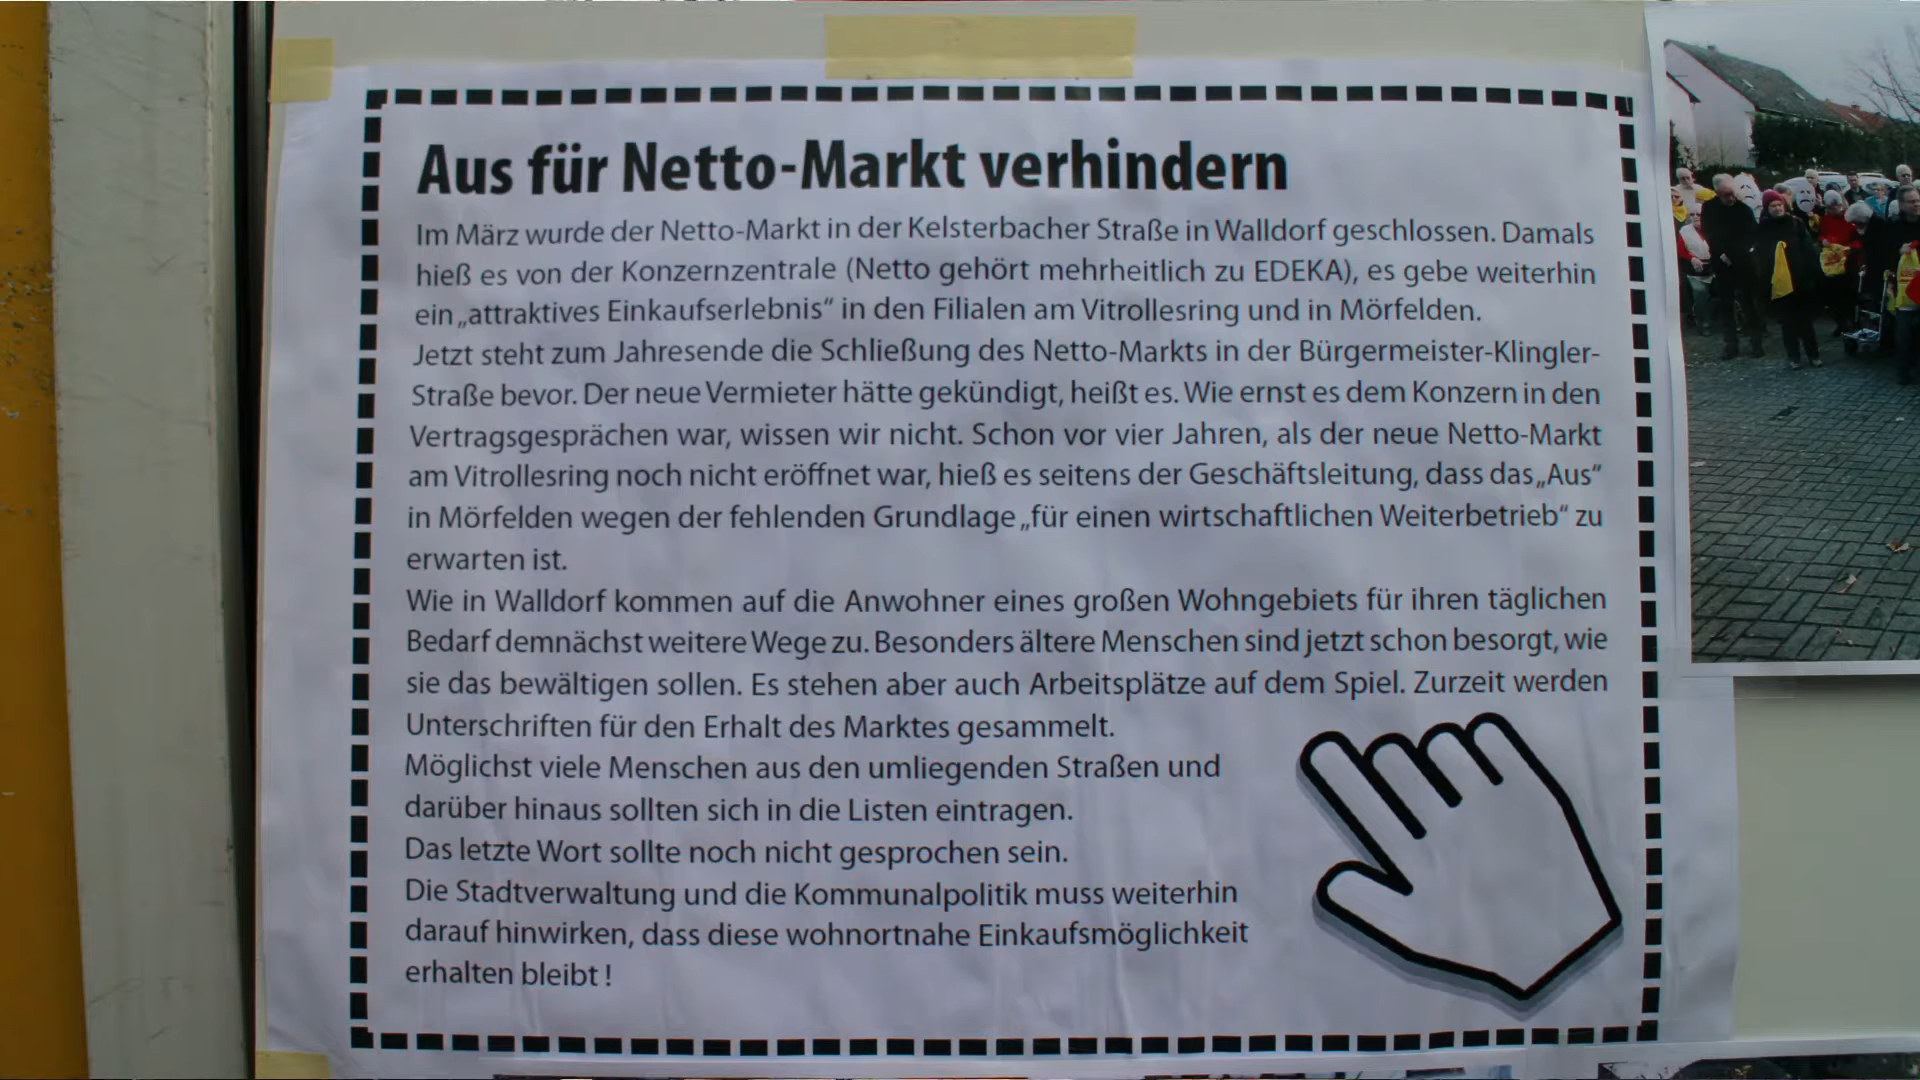 Aus für Netto-Markt verhindern
Im März wurde der Netto-Markt in der Kelsterbacher Straße in Walldorf geschlossen. Damals
hieß es von der Konzernzentrale (Netto gehört mehrheitlich zu EDEKA), es gebe weiterhin
ein „attraktives Einkaufserlebnis“ in den Filialen am Vitrollesring und in Mörfelden.
Jetzt steht zum Jahresende die Schließung des Netto-Markts in der Bürgermeister-Klingler-
Straße bevor. Der neue Vermieter hätte gekündigt, heißt es. Wie ernst es dem Konzern in den
Vertragsgesprächen war, wissen wir nicht. Schon vor vier Jahren, als der neue Netto-Markt
am Vitrollesring noch nicht eröffnet war, hieß es seitens der Geschäftsleitung, dass das „Aus“
in Mörfelden wegen der fehlenden Grundlage „für einen wirtschaftlichen Weiterbetrieb“ zu
erwarten ist.
Wie in Walldorf kommen auf die Anwohner eines großen Wohngebiets für ihren täglichen
Bedarf demnächst weitere Wege zu. Besonders ältere Menschen sind jetzt schon besorgt, wie
sie das bewältigen sollen. Es stehen aber auch Arbeitsplätze auf dem Spiel. Zurzeit werden
Unterschriften für den Erhalt des Marktes gesammelt.
Möglichst viele Menschen aus den umliegenden Straßen und
darüber hinaus sollten sich in die Listen eintragen.
Das letzte Wort sollte noch nicht gesprochen sein.
Die Stadtverwaltung und die Kommunalpolitik muss weiterhin
darauf hinwirken, dass diese wohnortnahe Einkaufsmöglichkeit
erhalten bleibt !